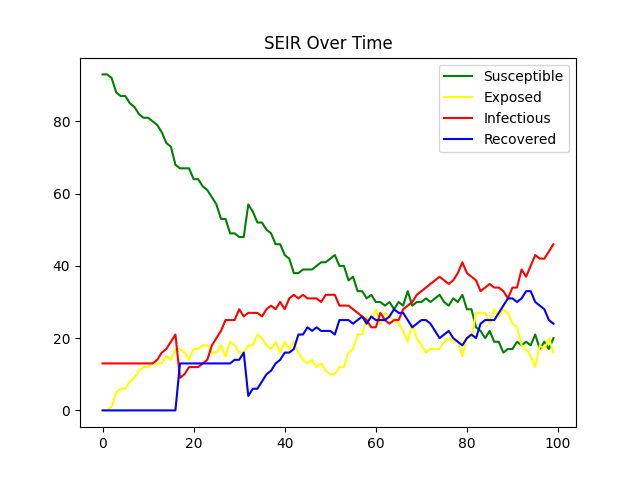 SEIR Over Time
Susceptible
Exposed
Infectious
Recovered
80
60
40
20
0
0 20 40 60 80 100